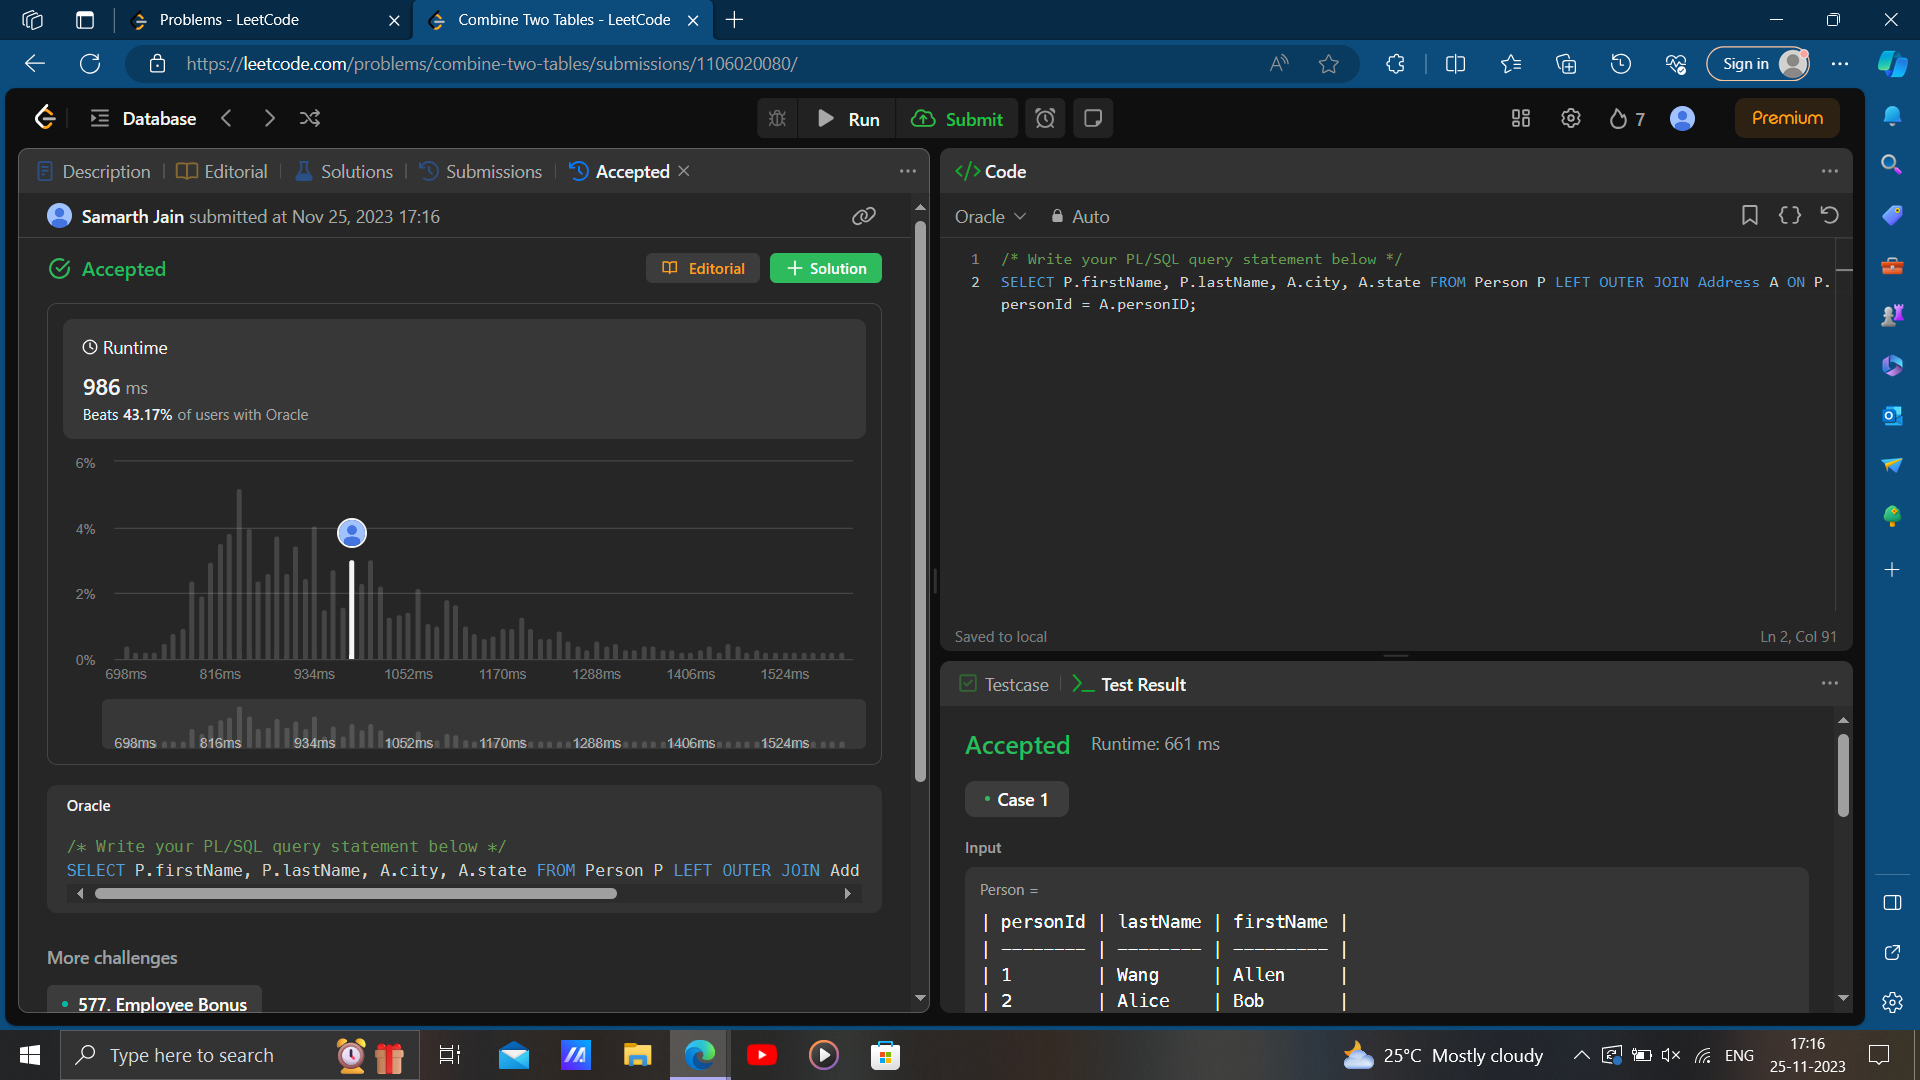 Problems - LeetCode
Combine Two Tables - LeetCode
https://leetcode.com/problems/combine-two-tables/submissions/1106020080/
Sign in
Database
Run
Submit
7
Premium
Description
Editorial
Solutions
Submissions
Accepted
Samarth Jain submitted at Nov 25, 2023 17:16
Accepted
Editorial
+ Solution
Runtime
986 ms
Beats 43.17% of users with Oracle
6%
4%
2%
0%
698ms 816ms 934ms 1052ms 1170ms 1288ms 1406ms 1524ms
698ms 816ms 934ms 1052ms 1170ms 1288ms 1406ms 1524ms
Oracle
/* Write your PL/SQL query statement below */
SELECT P.firstName, P.lastName, A.city, A.state FROM Person P LEFT OUTER JOIN Add
More challenges
577. Employee Bonus
</> Code
Oracle
Auto
1 /* Write your PL/SQL query statement below */
2 SELECT P.firstName, P.lastName, A.city, A.state FROM Person P LEFT OUTER JOIN Address A ON P.
personId = A.personID;
Saved to local
Ln 2, Col 91
Testcase
>_ Test Result
Accepted
Runtime: 661 ms
Case 1
Input
Person =
| personId | lastName | firstName |
| -------- | -------- | --------- |
| 1 | Wang | Allen |
| 2 | Alice | Bob |
Type here to search
25°C Mostly cloudy
ENG
17:16
25-11-2023